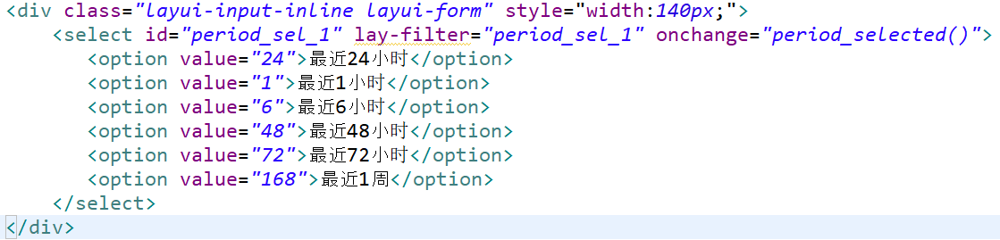 <div class="layui-input-inline layui-form" style="width:140px;">
<select id="period_sel_1" lay-filter="period_sel_1" onchange="period_selected()">
<option value="24">最近24小时</option>
<option value="1">最近1小时</option>
<option value="6">最近6小时</option>
<option value="48">最近48小时</option>
<option value="72">最近72小时</option>
<option value="168">最近1周</option>
</select>
</div>